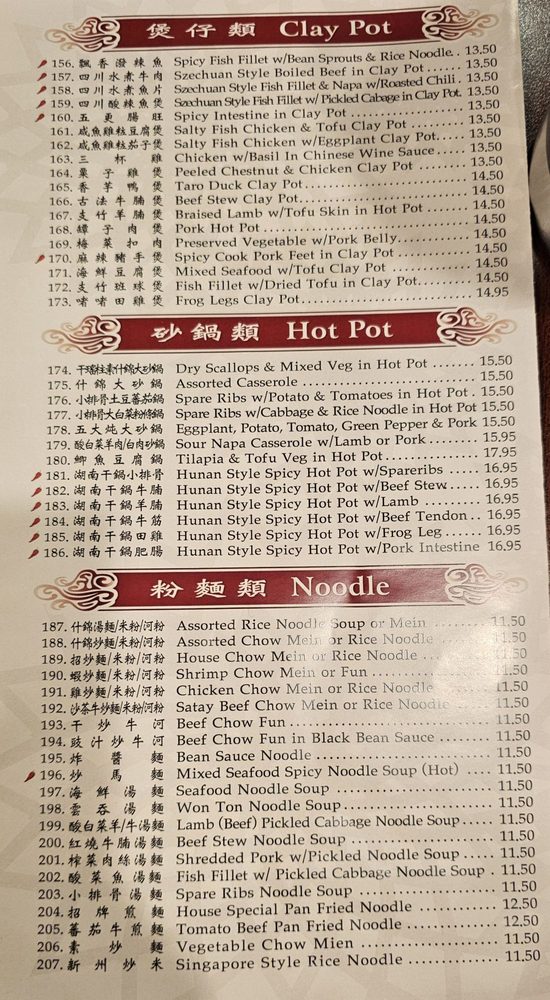 煲仔類 Clay Pot
156. 飄香潑辣魚 Spicy Fish Fillet w/Bean Sprouts & Rice Noodle. . 13.50
157. 四川水煮牛肉 Szechuan Style Boiled Beef in Clay Pot ...... 13.50
158. 四川水煮魚片 Szechuan Style Fish Fillet & Napa w/Roasted Chili . 13.50
159. 四川酸辣魚煲 Szechuan Style Fish Fillet w/ Pickled Cabage in Clay Pot. 13.50
160. 五更腸旺 Spicy Intestine in Clay Pot ............... 13.50
161. 咸魚雞粒豆腐煲 Salty Fish Chicken & Tofu Clay Pot ........ 13.50
162. 咸魚雞粒茄子煲 Salty Fish Chicken w/Eggplant Clay Pot..... 13.50
163. 三杯雞 Chicken w/Basil In Chinese Wine Sauce ..... 13.50
164. 栗子雞煲 Peeled Chestnut & Chicken Clay Pot ....... 13.50
165. 香芋鴨煲 Taro Duck Clay Pot..................... 14.50
166. 古法牛腩煲 Beef Stew Clay Pot..................... 14.50
167. 支竹羊腩煲 Braised Lamb w/Tofu Skin in Hot Pot ...... 14.50
168. 罈子肉煲 Pork Hot Pot ......................... 14.50
169. 梅菜扣肉 Preserved Vegetable w/Pork Belly.......... 14.50
170. 麻辣豬手煲 Spicy Cook Pork Feet in Clay Pot ......... 14.50
171. 海鮮豆腐煲 Mixed Seafood w/Tofu Clay Pot ........... 14.50
172. 支竹班球煲 Fish Fillet w/Dried Tofu in Clay Pot........ 14.50
173. 啫啫田雞煲 Frog Legs Clay Pot..................... 14.95
砂鍋類 Hot Pot
174. 干瑤柱素什錦大砂鍋 Dry Scallops & Mixed Veg in Hot Pot ....... 15.50
175. 什錦大砂鍋 Assorted Casserole .................... 15.50
176. 小排骨土豆蕃茄鍋 Spare Ribs w/Potato & Tomatoes in Hot Pot . 15.50
177. 小排骨大白菜粉條鍋 Spare Ribs w/Cabbage & Rice Noodle in Hot Pot 15.50
178. 五大炖大砂鍋 Eggplant, Potato, Tomato, Green Pepper & Pork 15.50
179. 酸白菜羊肉/白肉砂鍋 Sour Napa Casserole w/Lamb or Pork ........ 15.95
180. 鯽魚豆腐鍋 Tilapia & Tofu Veg in Hot Pot ............. 17.95
181. 湖南干鍋小排骨 Hunan Style Spicy Hot Pot w/Spareribs ..... 16.95
182. 湖南干鍋牛腩 Hunan Style Spicy Hot Pot w/Beef Stew..... 16.95
183. 湖南干鍋羊腩 Hunan Style Spicy Hot Pot w/Lamb ........ 16.95
184. 湖南干鍋牛筋 Hunan Style Spicy Hot Pot w/Beef Tendon . . 16.95
185. 湖南干鍋田雞 Hunan Style Spicy Hot Pot w/Frog Leg ...... 16.95
186. 湖南干鍋肥腸 Hunan Style Spicy Hot Pot w/Pork Intestine 16.95
粉麵類 Noodle
187. 什錦湯麵/米粉/河粉 Assorted Rice Noodle Soup or Mein ........ 11.50
188. 什錦炒麵/米粉/河粉 Assorted Chow Mein or Rice Noodle ....... 11.50
189. 招炒麵/米粉/河粉 House Chow Mein or Rice Noodle ......... 11.50
190. 蝦炒麵/米粉/河粉 Shrimp Chow Mein or Fun ............... 11.50
191. 雞炒麵/米粉/河粉 Chicken Chow Mein or Rice Noodle ....... 11.50
192. 沙茶牛炒麵/米粉/河粉 Satay Beef Chow Mein or Rice Noodle ..... 11.50
193. 干炒牛河 Beef Chow Fun ......................... 11.50
194. 豉汁炒牛河 Beef Chow Fun in Black Bean Sauce ....... 11.50
195. 炸醬麵 Bean Sauce Noodle ..................... 11.50
196. 炒馬麵 Mixed Seafood Spicy Noodle Soup (Hot) .... 11.50
197. 海鮮湯麵 Seafood Noodle Soup ................... 11.50
198. 雲吞湯麵 Won Ton Noodle Soup................... 11.50
199. 酸白菜羊/牛湯麵 Lamb (Beef) Pickled Cabbage Noodle Soup..... 11.50
200. 紅燒牛腩湯麵 Beef Stew Noodle Soup ................. 11.50
201. 榨菜肉絲湯麵 Shredded Pork w/Pickled Noodle Soup ..... 11.50
202. 酸菜魚湯麵 Fish Fillet w/ Pickled Cabbage Noodle Soup . 11.50
203. 小排骨湯麵 Spare Ribs Noodle Soup ................ 11.50
204. 招牌煎麵 House Special Pan Fried Noodle .......... 12.50
205. 蕃茄牛煎麵 Tomato Beef Pan Fried Noodle ........... 12.50
206. 素炒麵 Vegetable Chow Mien ................... 11.50
207. 新州炒米 Singapore Style Rice Noodle ............. 11.50